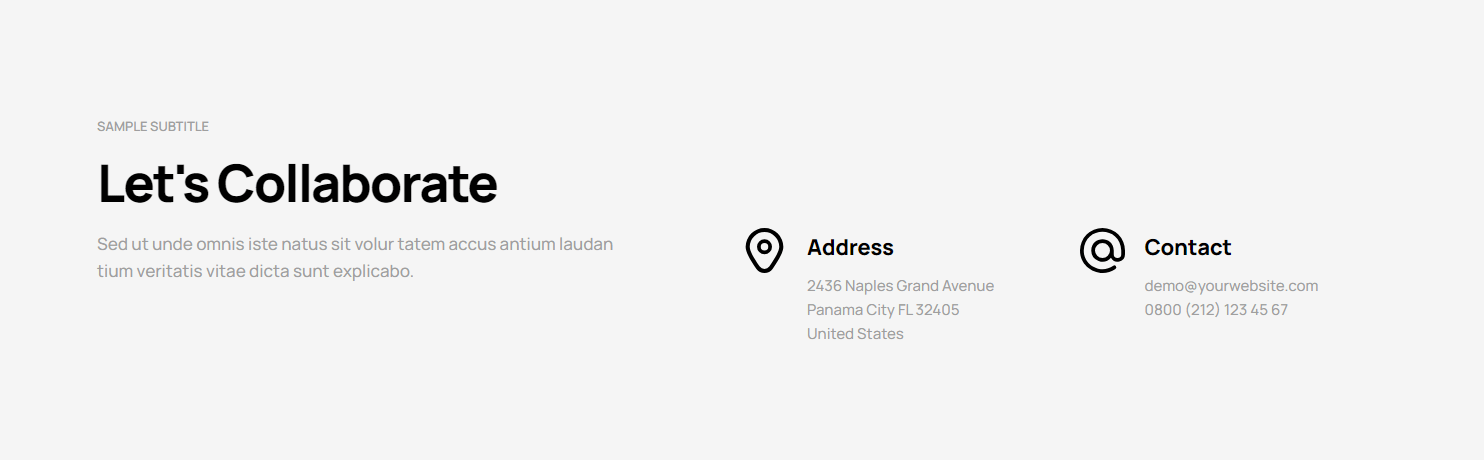 SAMPLE SUBTITLE
Let's Collaborate
Sed ut unde omnis iste natus sit volur tatem accus antium laudan
tium veritatis vitae dicta sunt explicabo.
Address
2436 Naples Grand Avenue
Panama City FL 32405
United States
Contact
demo@yourwebsite.com
0800 (212) 123 45 67